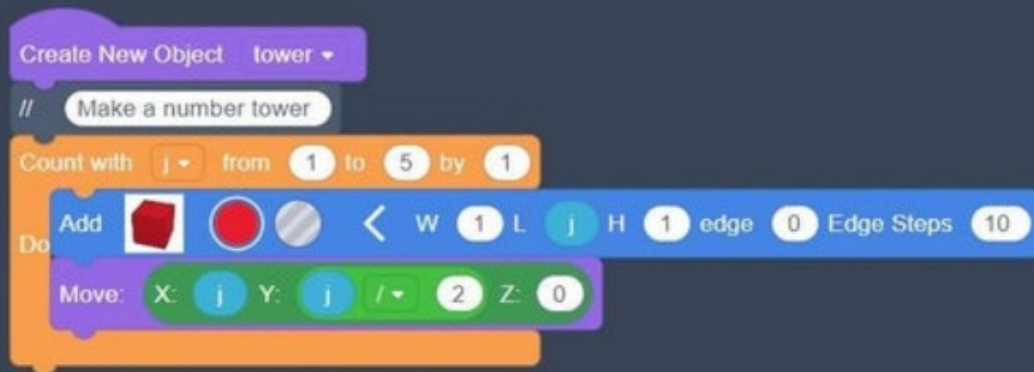 Create New Object tower
// Make a number tower
Count with j from 1 to 5 by 1
Do
Add W 1 L j H 1 edge 0 Edge Steps 10
Move: X: j Y: j / 2 Z: 0